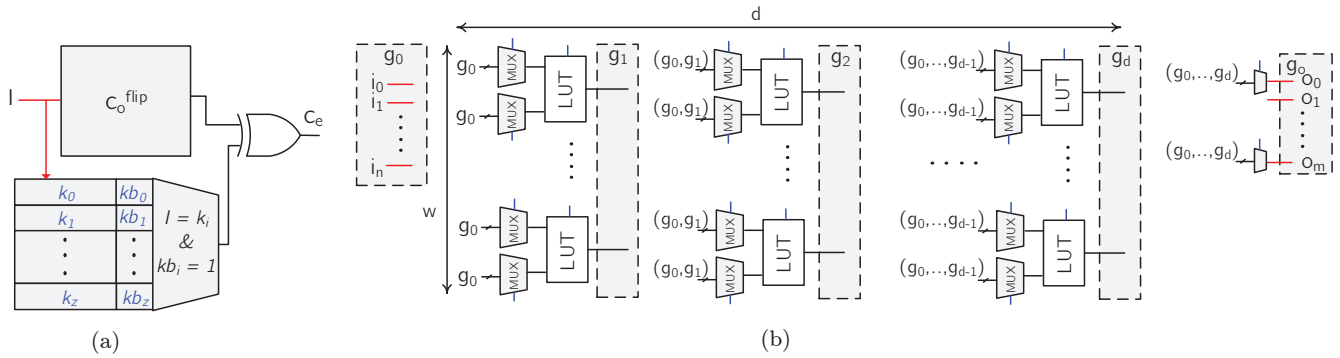 I
C_o^flip
C_e
k_0 kb_0
k_1 kb_1
k_z kb_z
I = k_i
&
kb_i = 1
(a)
d
w
g_0
i_0
i_1
i_n
g_0 MUX
g_0 MUX
LUT
g_1
g_0 MUX
g_0 MUX
LUT
(g_0,g_1) MUX
(g_0,g_1) MUX
LUT
g_2
(g_0,g_1) MUX
(g_0,g_1) MUX
LUT
(g_0,..,g_d-1) MUX
(g_0,..,g_d-1) MUX
LUT
g_d
(g_0,..,g_d-1) MUX
(g_0,..,g_d-1) MUX
LUT
(g_0,..,g_d)
(g_0,..,g_d)
g_o
o_0
o_1
o_m
(b)